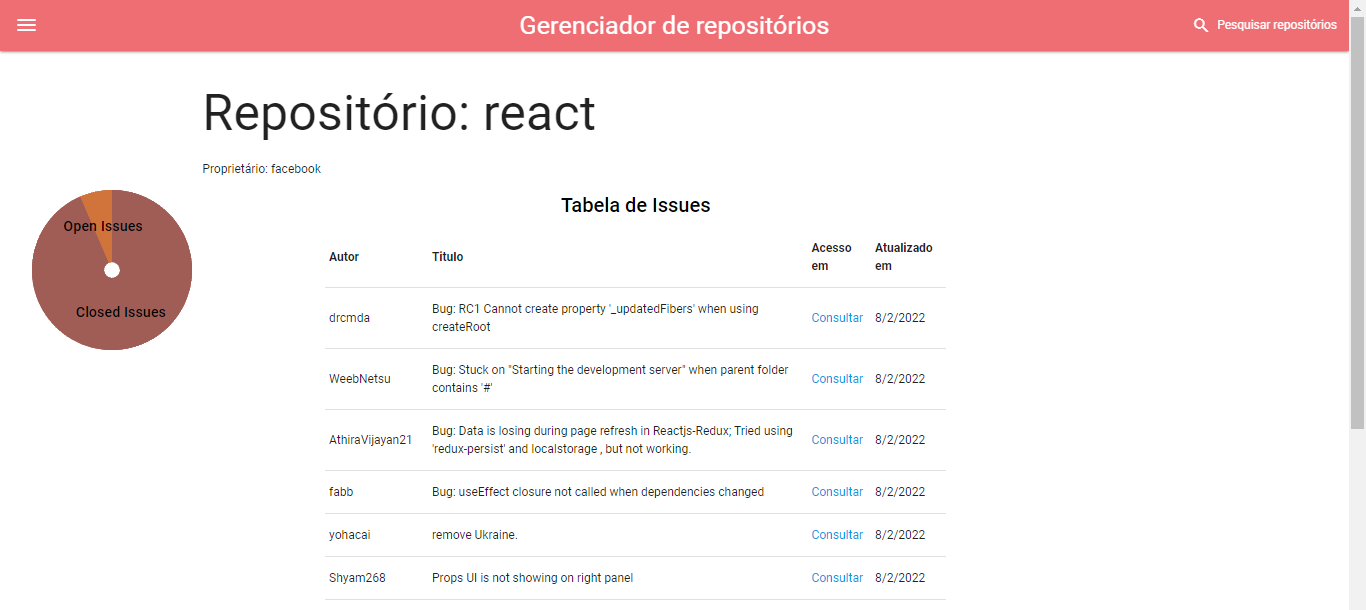 Gerenciador de repositórios
Pesquisar repositórios
Repositório: react
Proprietário: facebook
Open Issues
Closed Issues
Tabela de Issues
Autor Titulo Acesso em Atualizado em
drcmda Bug: RC1 Cannot create property '_updatedFibers' when using createRoot Consultar 8/2/2022
WeebNetsu Bug: Stuck on "Starting the development server" when parent folder contains '#' Consultar 8/2/2022
AthiraVijayan21 Bug: Data is losing during page refresh in Reactjs-Redux; Tried using 'redux-persist' and localstorage , but not working. Consultar 8/2/2022
fabb Bug: useEffect closure not called when dependencies changed Consultar 8/2/2022
yohacai remove Ukraine. Consultar 8/2/2022
Shyam268 Props UI is not showing on right panel Consultar 8/2/2022